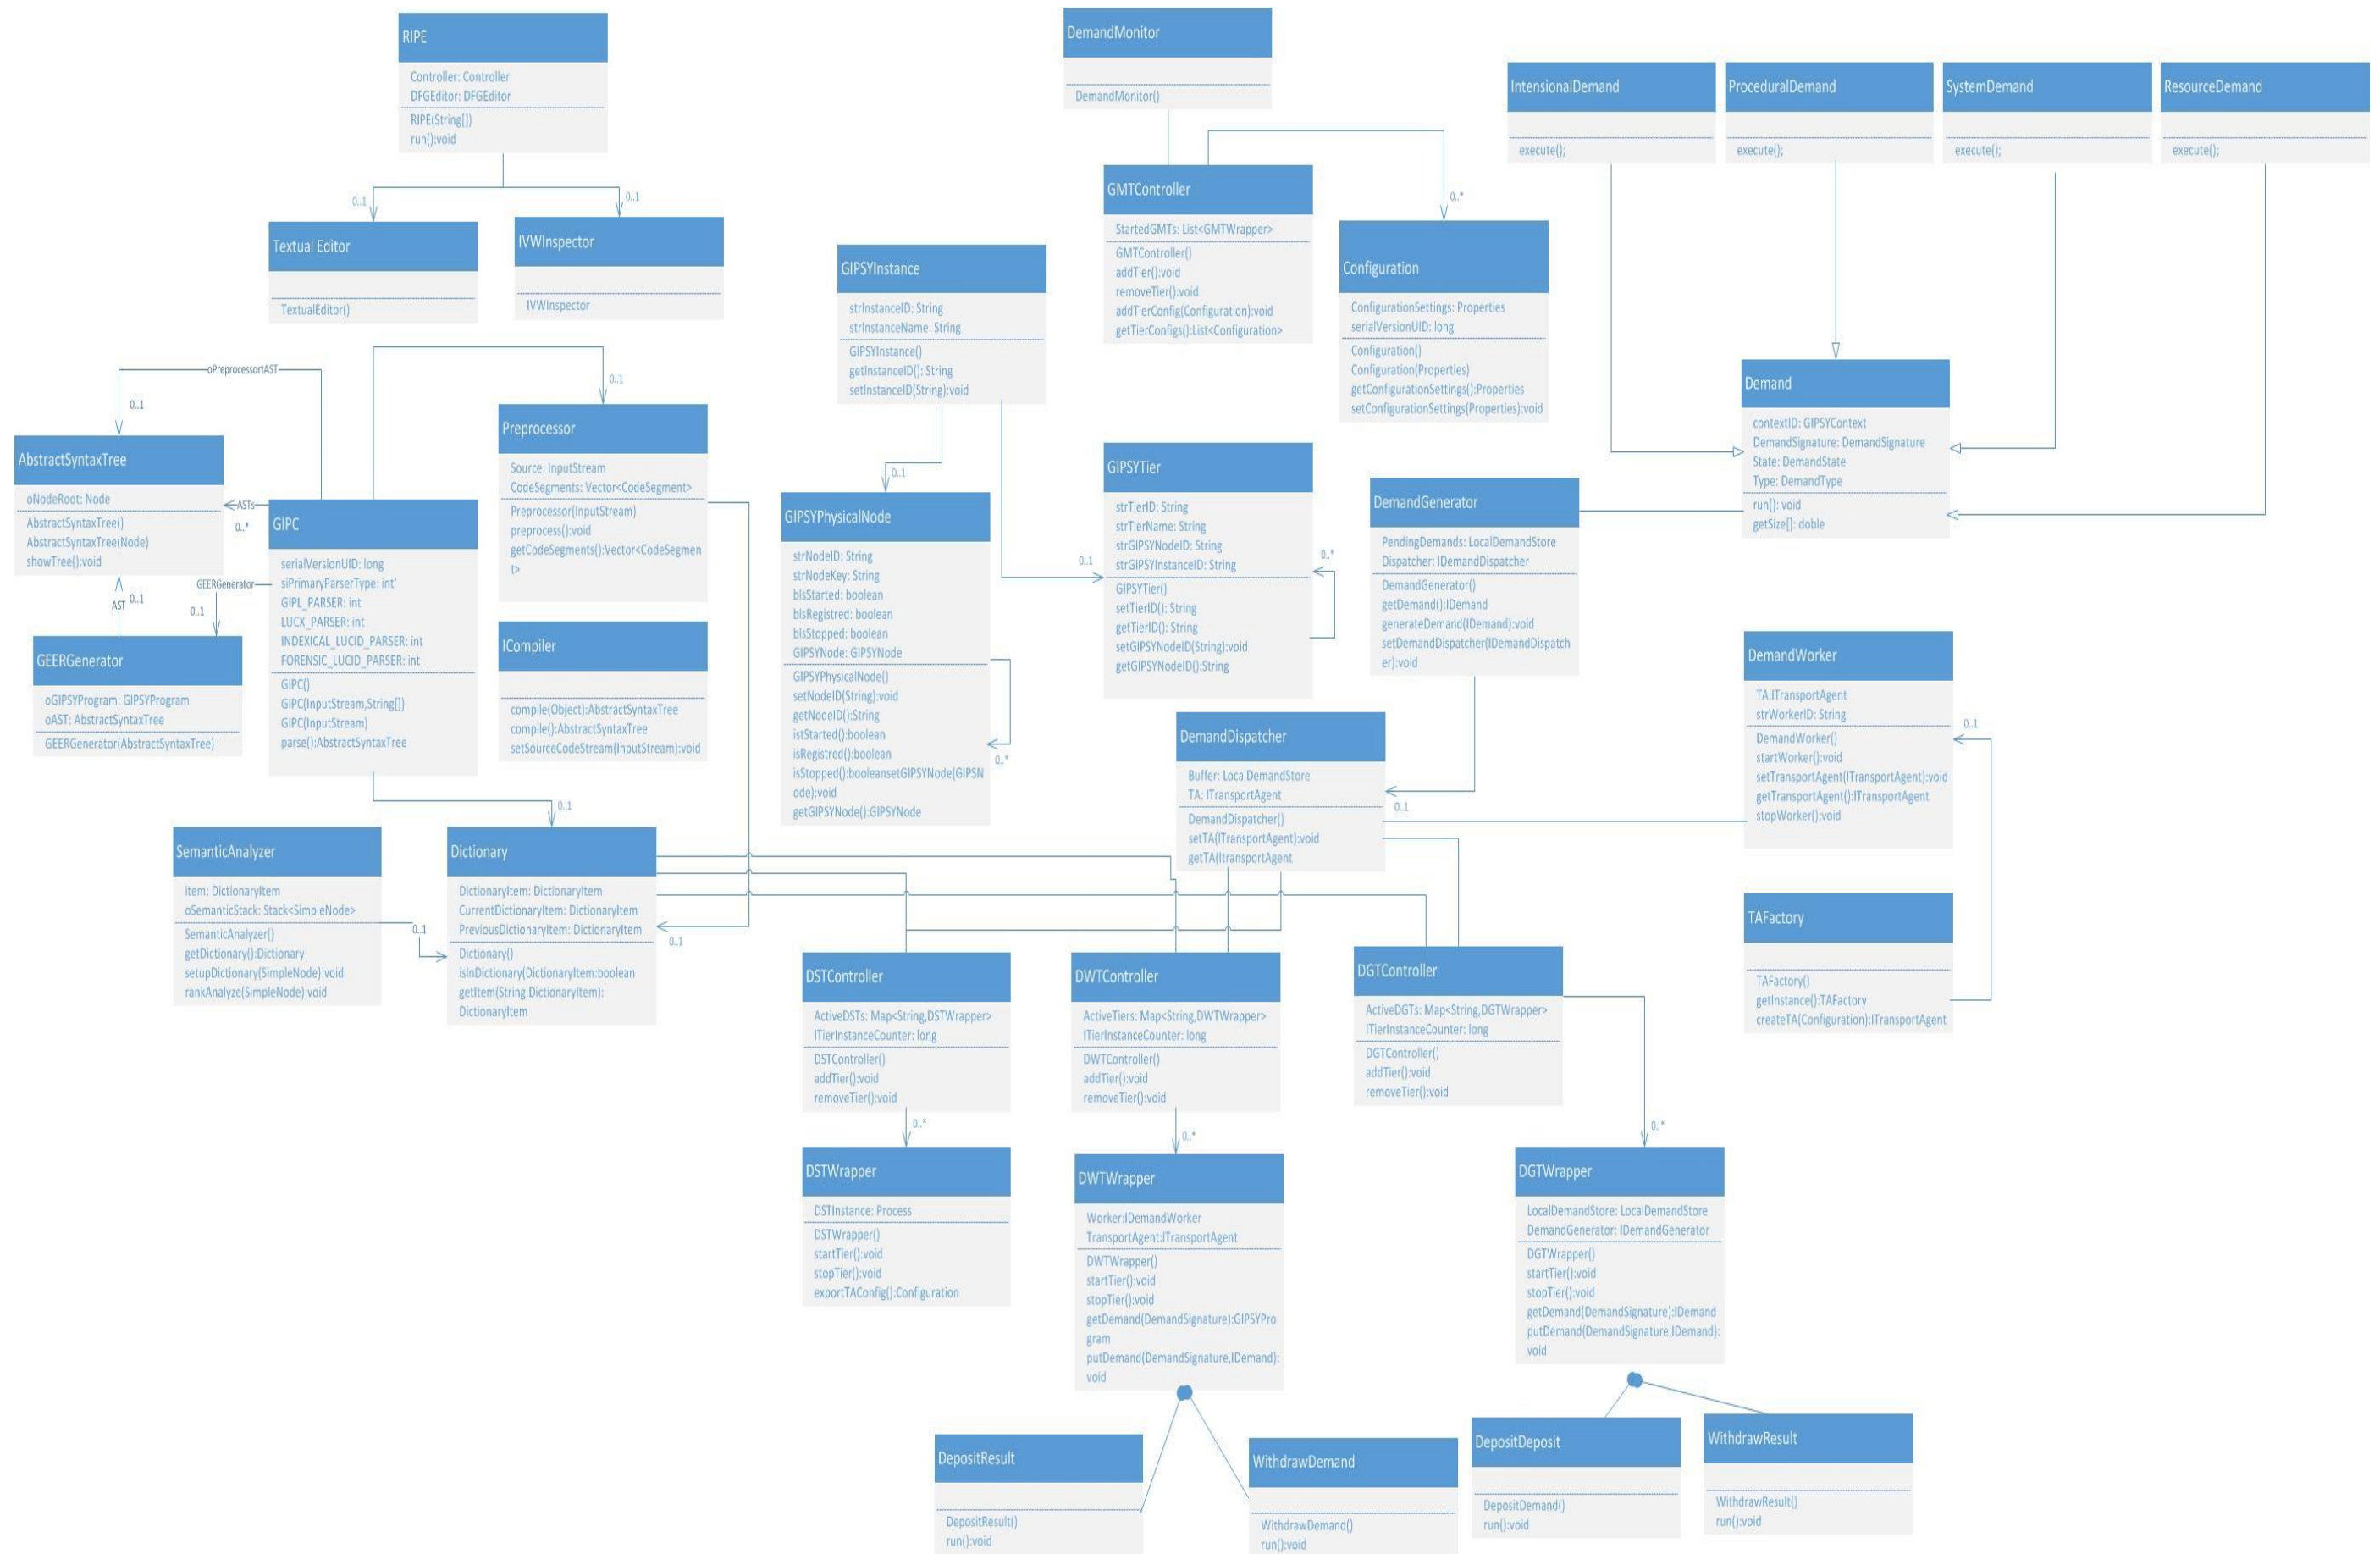 RIPE
Controller: Controller
DFGEditor: DFGEditor
RIPE(String[])
run():void
0..1
0..1
Textual Editor
TextualEditor()
IVWInspector
IVWInspector
DemandMonitor
DemandMonitor()
GMTController
StartedGMTs: List<GMTWrapper>
GMTController()
addTier():void
removeTier():void
addTierConfig(Configuration):void
getTierConfigs():List<Configuration>
0..*
Configuration
ConfigurationSettings: Properties
serialVersionUID: long
Configuration()
Configuration(Properties)
getConfigurationSettings():Properties
setConfigurationSettings(Properties):void
IntensionalDemand
execute();
ProceduralDemand
execute();
SystemDemand
execute();
ResourceDemand
execute();
Demand
contextID: GIPSYContext
DemandSignature: DemandSignature
State: DemandState
Type: DemandType
run(): void
getSize[]: doble
GIPSYInstance
strInstanceID: String
strInstanceName: String
GIPSYInstance()
getInstanceID(): String
setInstanceID(String):void
0..1
0..1
oPreprocessortAST
0..1
0..1
AbstractSyntaxTree
oNodeRoot: Node
AbstractSyntaxTree()
AbstractSyntaxTree(Node)
showTree():void
ASTs
0..*
GEERGenerator
0..1
AST
0..1
GEERGenerator
oGIPSYProgram: GIPSYProgram
oAST: AbstractSyntaxTree
GEERGenerator(AbstractSyntaxTree)
GIPC
serialVersionUID: long
siPrimaryParserType: int'
GIPL_PARSER: int
LUCX_PARSER: int
INDEXICAL_LUCID_PARSER: int
FORENSIC_LUCID_PARSER: int
GIPC()
GIPC(InputStream,String[])
GIPC(InputStream)
parse():AbstractSyntaxTree
0..1
Preprocessor
Source: InputStream
CodeSegments: Vector<CodeSegment>
Preprocessor(InputStream)
preprocess():void
getCodeSegments():Vector<CodeSegmen
t>
ICompiler
compile(Object):AbstractSyntaxTree
compile():AbstractSyntaxTree
setSourceCodeStream(InputStream):void
GIPSYPhysicalNode
strNodeID: String
strNodeKey: String
bIsStarted: boolean
bIsRegistred: boolean
bIsStopped: boolean
GIPSYNode: GIPSYNode
GIPSYPhysicalNode()
setNodeID(String):void
getNodeID():String
istStarted():boolean
isRegistred():boolean
isStopped():booleansetGIPSYNode(GIPSN
ode):void
getGIPSYNode():GIPSYNode
0..*
GIPSYTier
strTierID: String
strTierName: String
strGIPSYNodeID: String
strGIPSYInstanceID: String
GIPSYTier()
setTierID(): String
getTierID(): String
setGIPSYNodeID(String):void
getGIPSYNodeID():String
0..*
DemandGenerator
PendingDemands: LocalDemandStore
Dispatcher: IDemandDispatcher
DemandGenerator()
getDemand():IDemand
generateDemand(IDemand):void
setDemandDispatcher(IDemandDispatch
er):void
0..1
DemandDispatcher
Buffer: LocalDemandStore
TA: ITransportAgent
DemandDispatcher()
setTA(ITransportAgent):void
getTA(ItransportAgent
DemandWorker
TA:ITransportAgent
strWorkerID: String
DemandWorker()
startWorker():void
setTransportAgent(ITransportAgent):void
getTransportAgent():ITransportAgent
stopWorker():void
0..1
TAFactory
TAFactory()
getInstance():TAFactory
createTA(Configuration):ITransportAgent
SemanticAnalyzer
item: DictionaryItem
oSemanticStack: Stack<SimpleNode>
SemanticAnalyzer()
getDictionary():Dictionary
setupDictionary(SimpleNode):void
rankAnalyze(SimpleNode):void
0..1
Dictionary
DictionaryItem: DictionaryItem
CurrentDictionaryItem: DictionaryItem
PreviousDictionaryItem: DictionaryItem
Dictionary()
isInDictionary(DictionaryItem:boolean
getItem(String,DictionaryItem):
DictionaryItem
0..1
DSTController
ActiveDSTs: Map<String,DSTWrapper>
lTierInstanceCounter: long
DSTController()
addTier():void
removeTier():void
0..*
DWTController
ActiveTiers: Map<String,DWTWrapper>
lTierInstanceCounter: long
DWTController()
addTier():void
removeTier():void
0..*
DGTController
ActiveDGTs: Map<String,DGTWrapper>
lTierInstanceCounter: long
DGTController()
addTier():void
removeTier():void
0..*
DSTWrapper
DSTInstance: Process
DSTWrapper()
startTier():void
stopTier():void
exportTAConfig():Configuration
DWTWrapper
Worker:IDemandWorker
TransportAgent:ITransportAgent
DWTWrapper()
startTier():void
stopTier():void
getDemand(DemandSignature):GIPSYPro
gram
putDemand(DemandSignature,IDemand):
void
DGTWrapper
LocalDemandStore: LocalDemandStore
DemandGenerator: IDemandGenerator
DGTWrapper()
startTier():void
stopTier():void
getDemand(DemandSignature):IDemand
putDemand(DemandSignature,IDemand):
void
DepositResult
DepositResult()
run():void
WithdrawDemand
WithdrawDemand()
run():void
DepositDeposit
DepositDemand()
run():void
WithdrawResult
WithdrawResult()
run():void